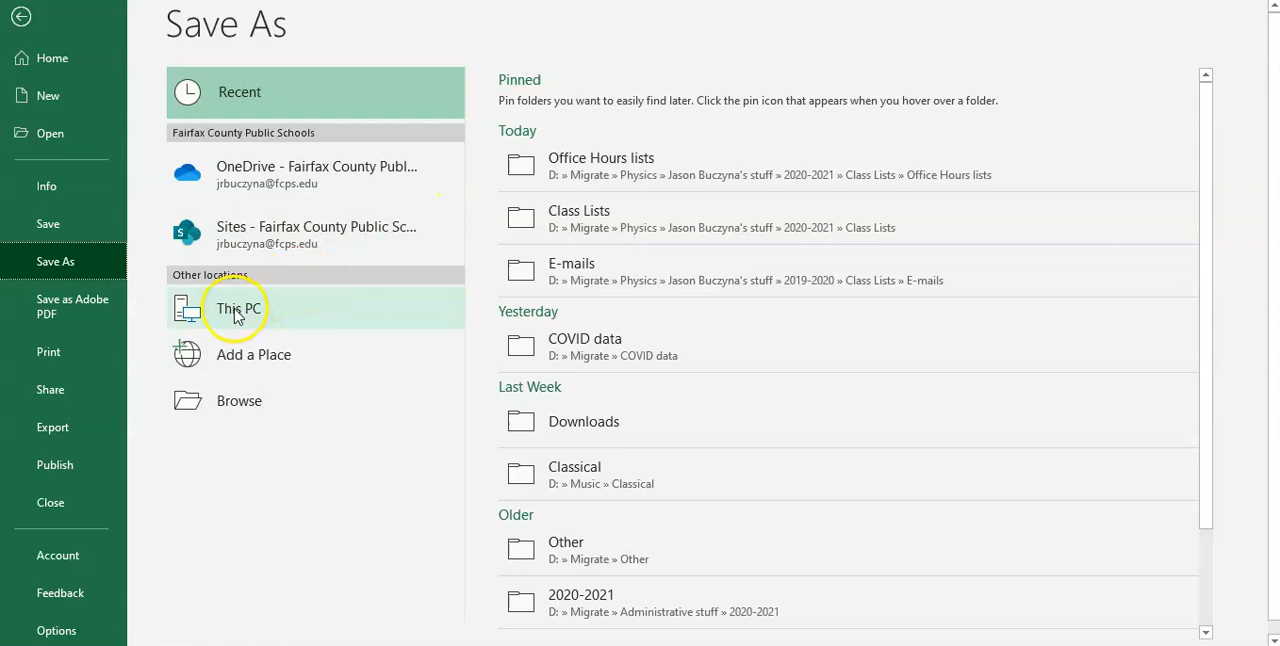 Save As
Home
New
Open
Info
Save
Save As
Save as Adobe
PDF
Print
Share
Export
Publish
Close
Account
Feedback
Options
Recent
Fairfax County Public Schools
OneDrive - Fairfax County Publ...
jrbuczyna@fcps.edu
Sites - Fairfax County Public Sc...
jrbuczyna@fcps.edu
Other locations
This PC
Add a Place
Browse
Pinned
Pin folders you want to easily find later. Click the pin icon that appears when you hover over a folder.
Today
Office Hours lists
D: » Migrate » Physics » Jason Buczyna's stuff » 2020-2021 » Class Lists » Office Hours lists
Class Lists
D: » Migrate » Physics » Jason Buczyna's stuff » 2020-2021 » Class Lists
E-mails
D: » Migrate » Physics » Jason Buczyna's stuff » 2019-2020 » Class Lists » E-mails
Yesterday
COVID data
D: » Migrate » COVID data
Last Week
Downloads
Classical
D: » Music » Classical
Older
Other
D: » Migrate » Other
2020-2021
D: » Migrate » Administrative stuff » 2020-2021